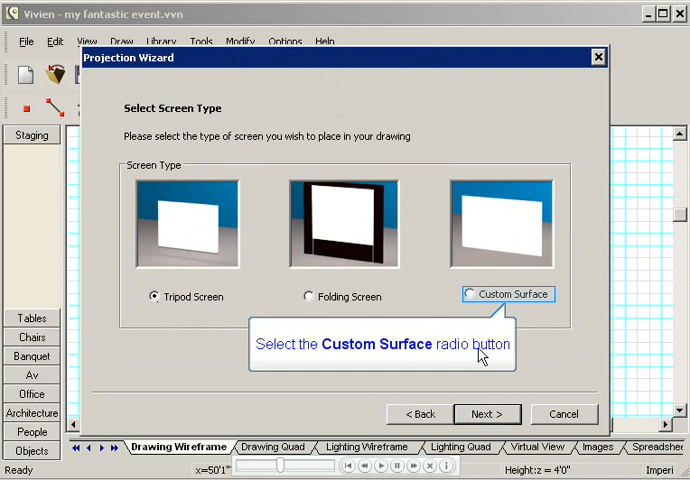 Vivien - my fantastic event.vvn
File Edit View Draw Library Tools Modify Options Help
Projection Wizard
Staging
Select Screen Type
Please select the type of screen you wish to place in your drawing
Screen Type
Tripod Screen
Folding Screen
Custom Surface
Select the Custom Surface radio button
Tables
Chairs
Banquet
Av
Office
Architecture
People
Objects
< Back
Next >
Cancel
Drawing Wireframe Drawing Quad Lighting Wireframe Lighting Quad Virtual View Images Spreadshee
Ready x=50'1" Height:z = 4'0" Imperi